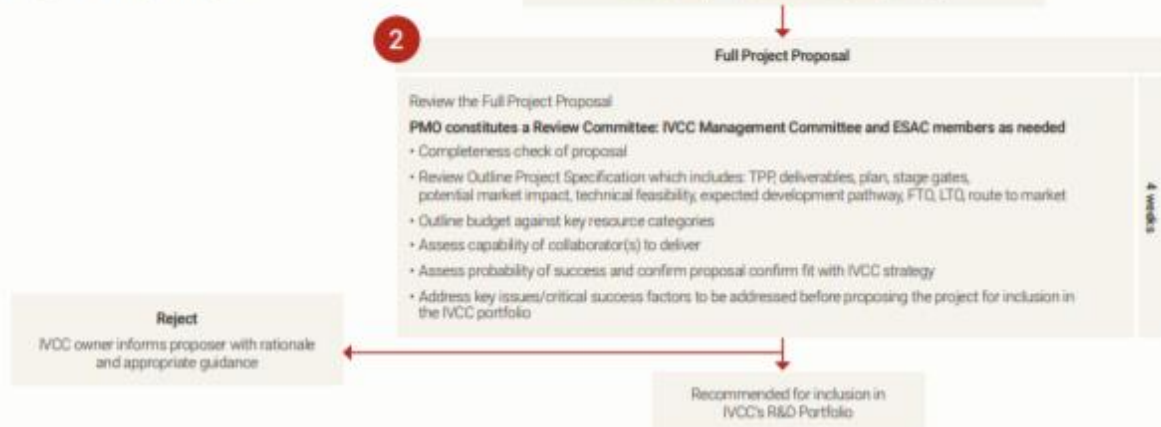 2
Full Project Proposal
Review the Full Project Proposal
PMO constitutes a Review Committee: IVCC Management Committee and ESAC members as needed
• Completeness check of proposal
• Review Outline Project Specification which includes: TPP, deliverables, plan, stage gates,
potential market impact, technical feasibility, expected development pathway, FTO, LTO, route to market
• Outline budget against key resource categories
• Assess capability of collaborator(s) to deliver
• Assess probability of success and confirm proposal confirm fit with IVCC strategy
• Address key issues/critical success factors to be addressed before proposing the project for inclusion in
the IVCC portfolio
4 weeks
Reject
IVCC owner informs proposer with rationale
and appropriate guidance
Recommended for inclusion in
IVCC's R&D Portfolio